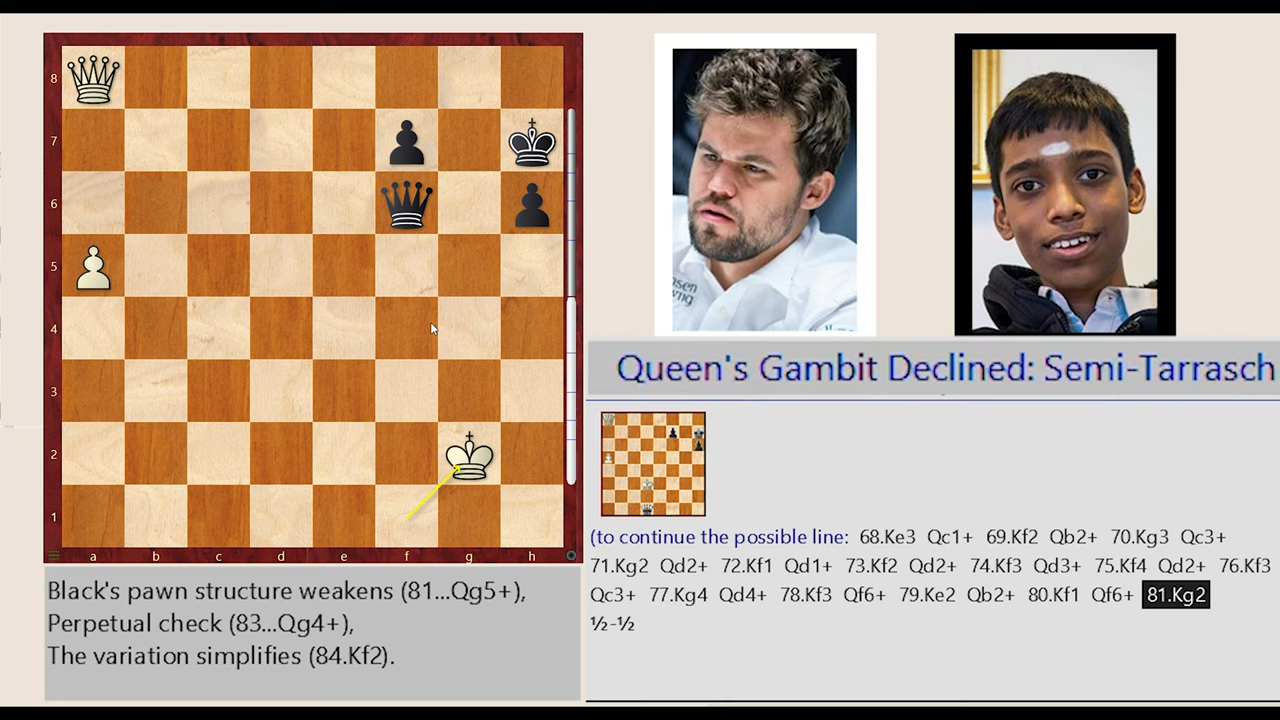 8
7
6
5
4
3
2
1
a b c d e f g h
Black's pawn structure weakens (81...Qg5+),
Perpetual check (83...Qg4+),
The variation simplifies (84.Kf2).
Queen's Gambit Declined: Semi-Tarrasch
(to continue the possible line: 68.Ke3 Qc1+ 69.Kf2 Qb2+ 70.Kg3 Qc3+
71.Kg2 Qd2+ 72.Kf1 Qd1+ 73.Kf2 Qd2+ 74.Kf3 Qd3+ 75.Kf4 Qd2+ 76.Kf3
Qc3+ 77.Kg4 Qd4+ 78.Kf3 Qf6+ 79.Ke2 Qb2+ 80.Kf1 Qf6+ 81.Kg2
½-½